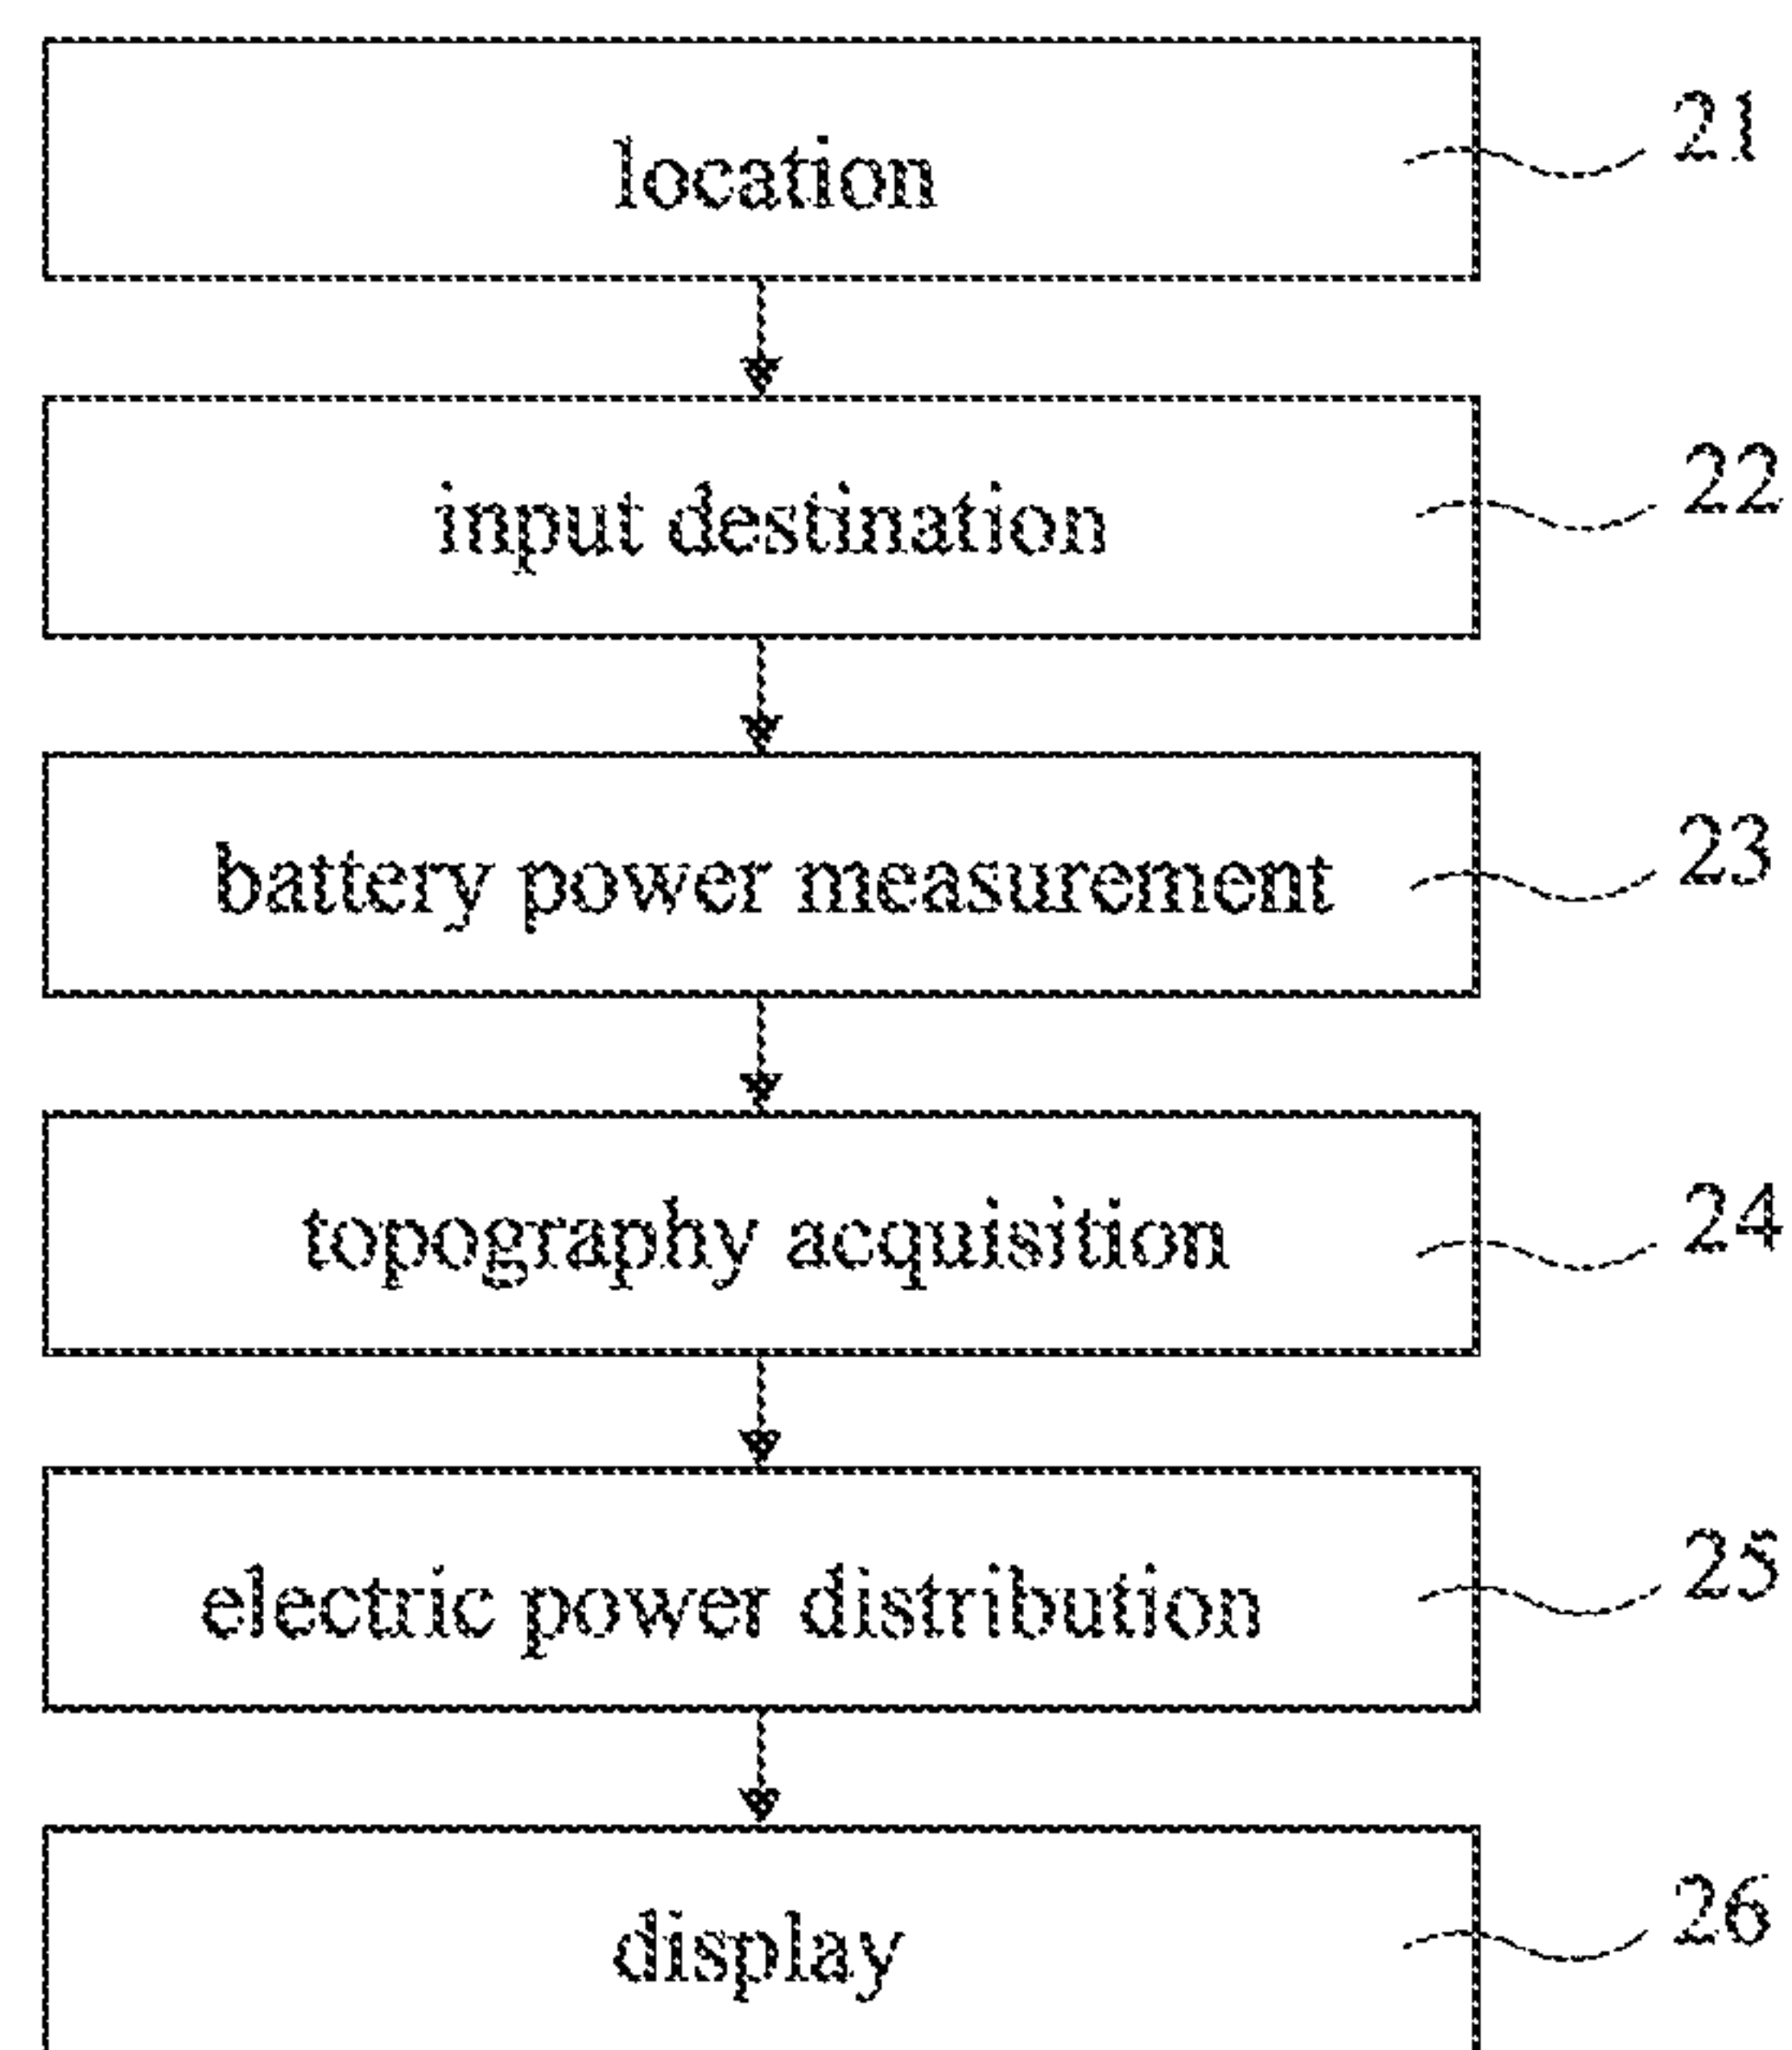 location 21
input destination 22
battery power measurement 23
topography acquisition 24
electric power distribution 25
display 26